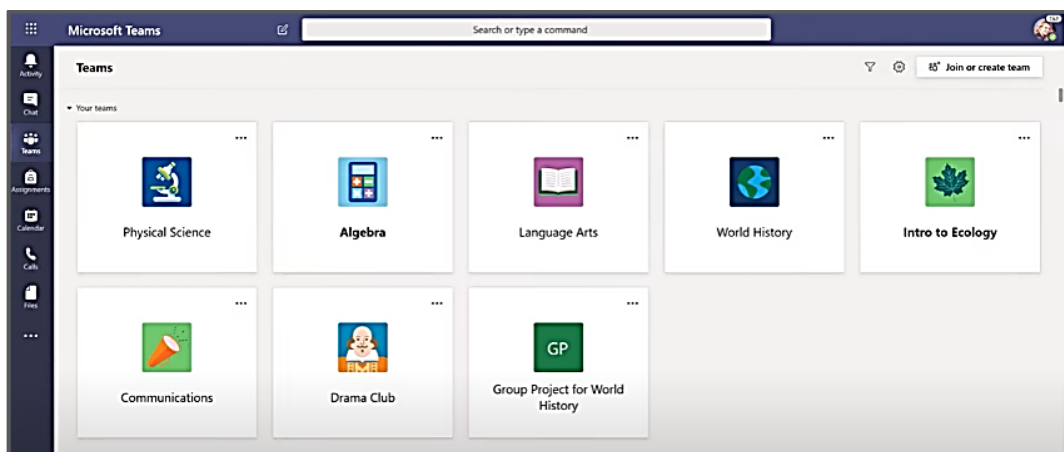 Microsoft Teams
Search or type a command
Activity
Chat
Teams
Assignments
Calendar
Calls
Files
Teams
Join or create team
Your teams
Physical Science
Algebra
Language Arts
World History
Intro to Ecology
Communications
Drama Club
GP
Group Project for World
History